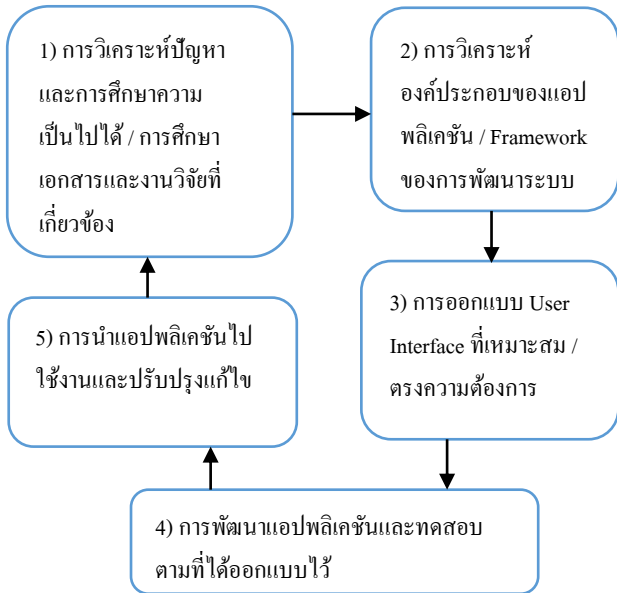 1) การวิเคราะห์ปัญหา
และการศึกษาความ
เป็นไปได้ / การศึกษา
เอกสารและงานวิจัยที่
เกี่ยวข้อง
2) การวิเคราะห์
องค์ประกอบของแอป
พลิเคชัน / Framework
ของการพัฒนาระบบ
3) การออกแบบ User
Interface ที่เหมาะสม /
ตรงความต้องการ
4) การพัฒนาแอปพลิเคชันและทดสอบ
ตามที่ได้ออกแบบไว้
5) การนำแอปพลิเคชันไป
ใช้งานและปรับปรุงแก้ไข